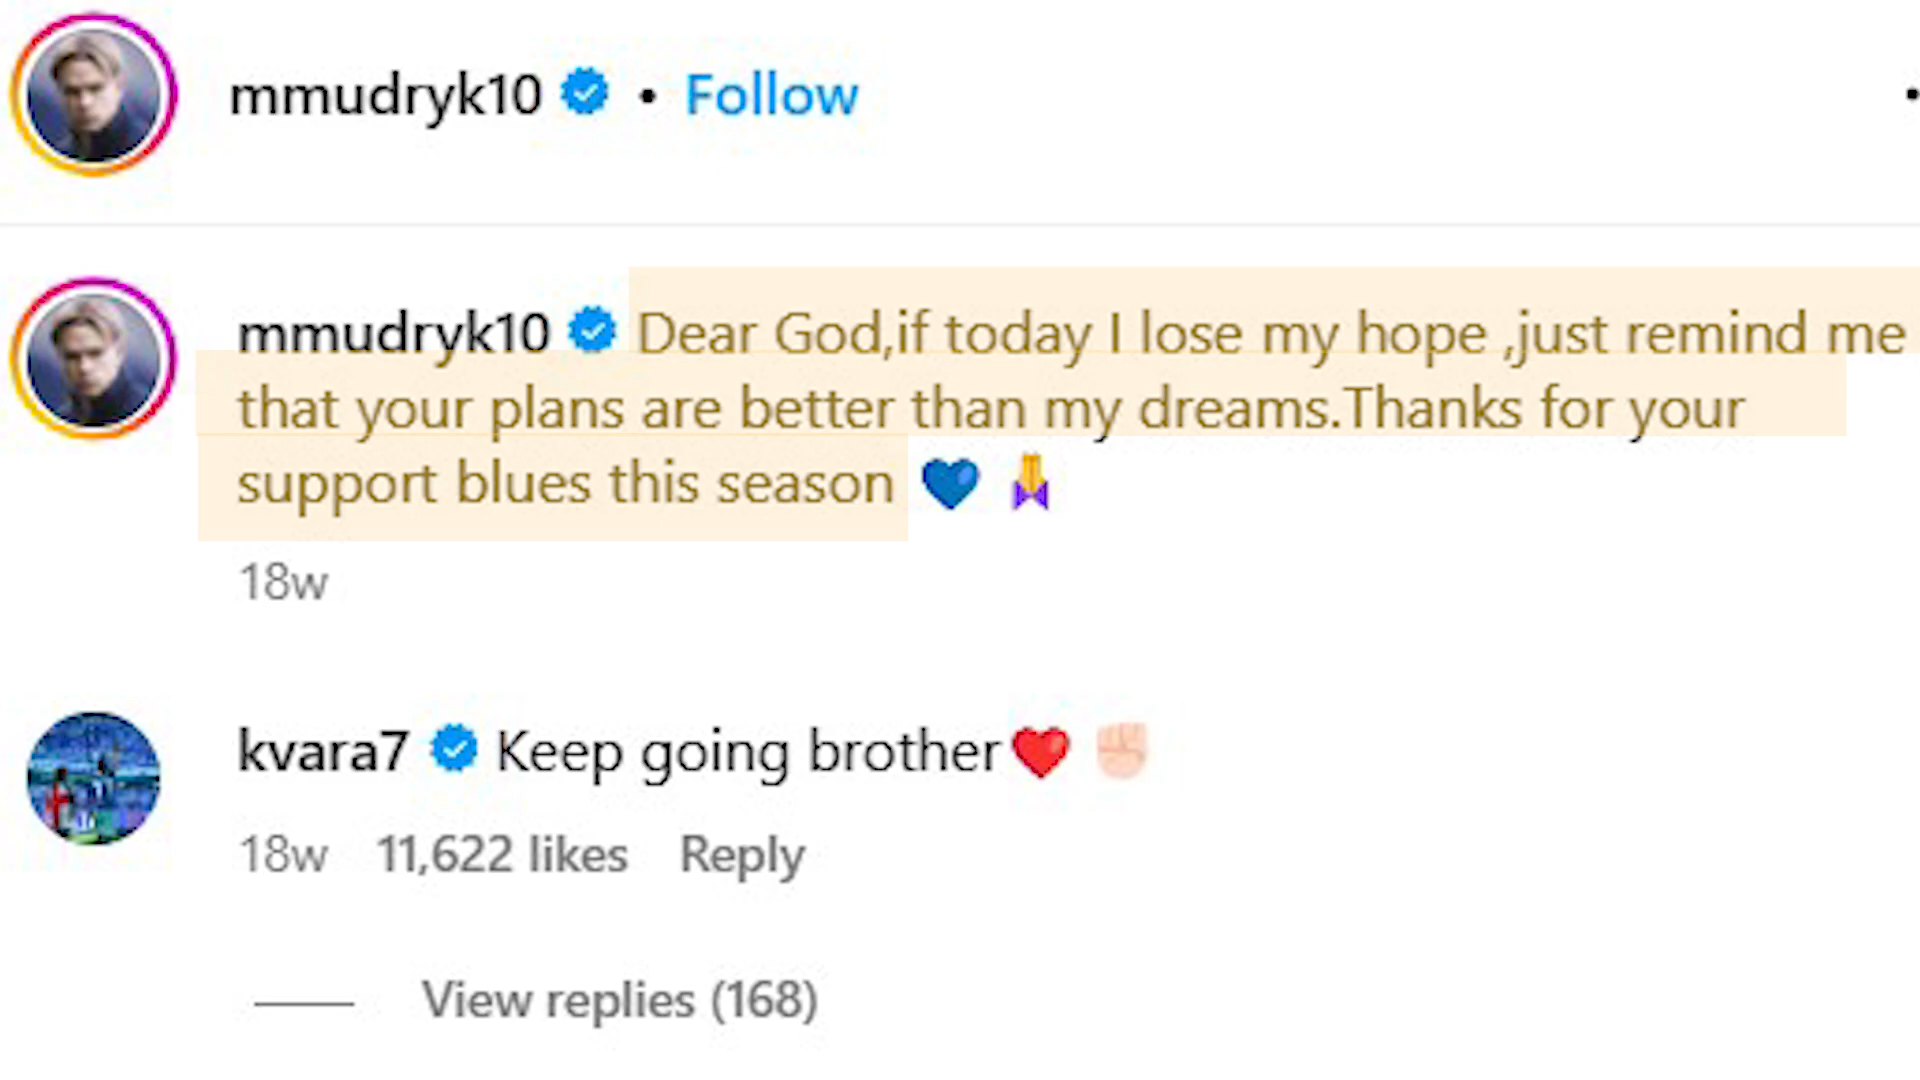 mmudryk10 • Follow
mmudryk10 Dear God,if today I lose my hope ,just remind me
that your plans are better than my dreams.Thanks for your
support blues this season 💙 🙏
18w
kvara7 Keep going brother❤️ ✊🏻
18w 11,622 likes Reply
View replies (168)